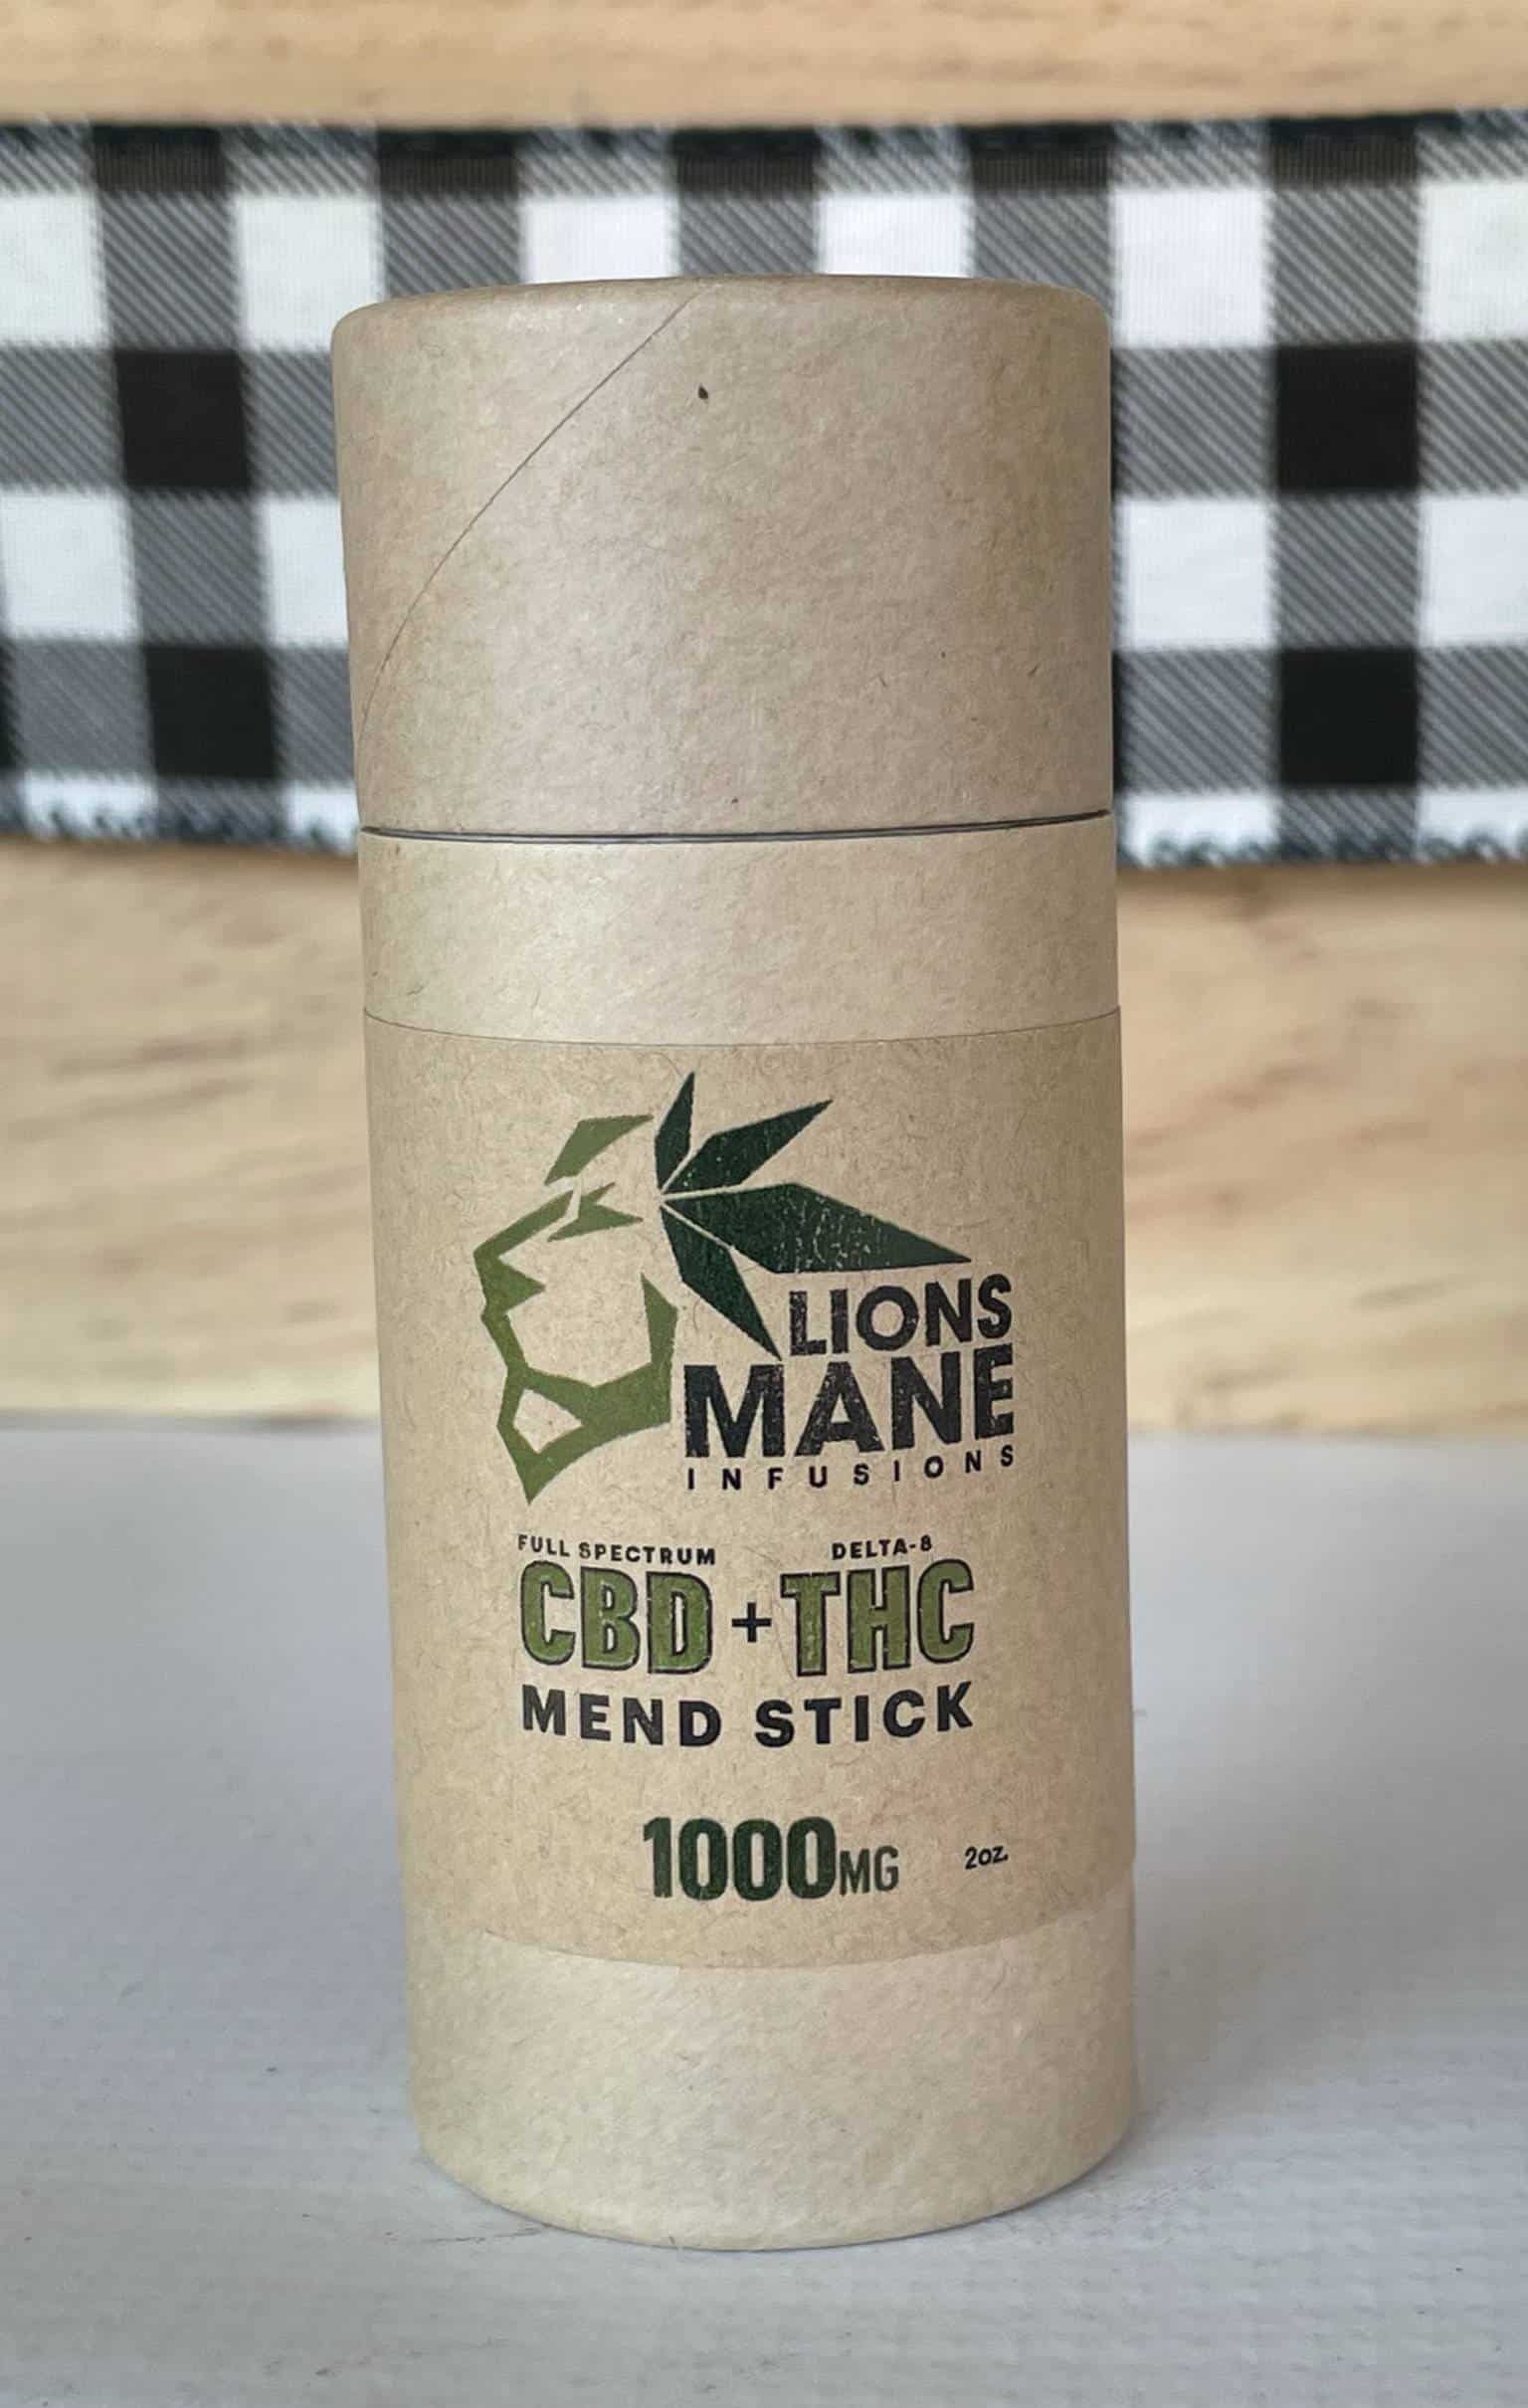 LIONS
MANE
INFUSIONS
FULL SPECTRUM DELTA-8
CBD + THC
MEND STICK
1000MG 2oz.